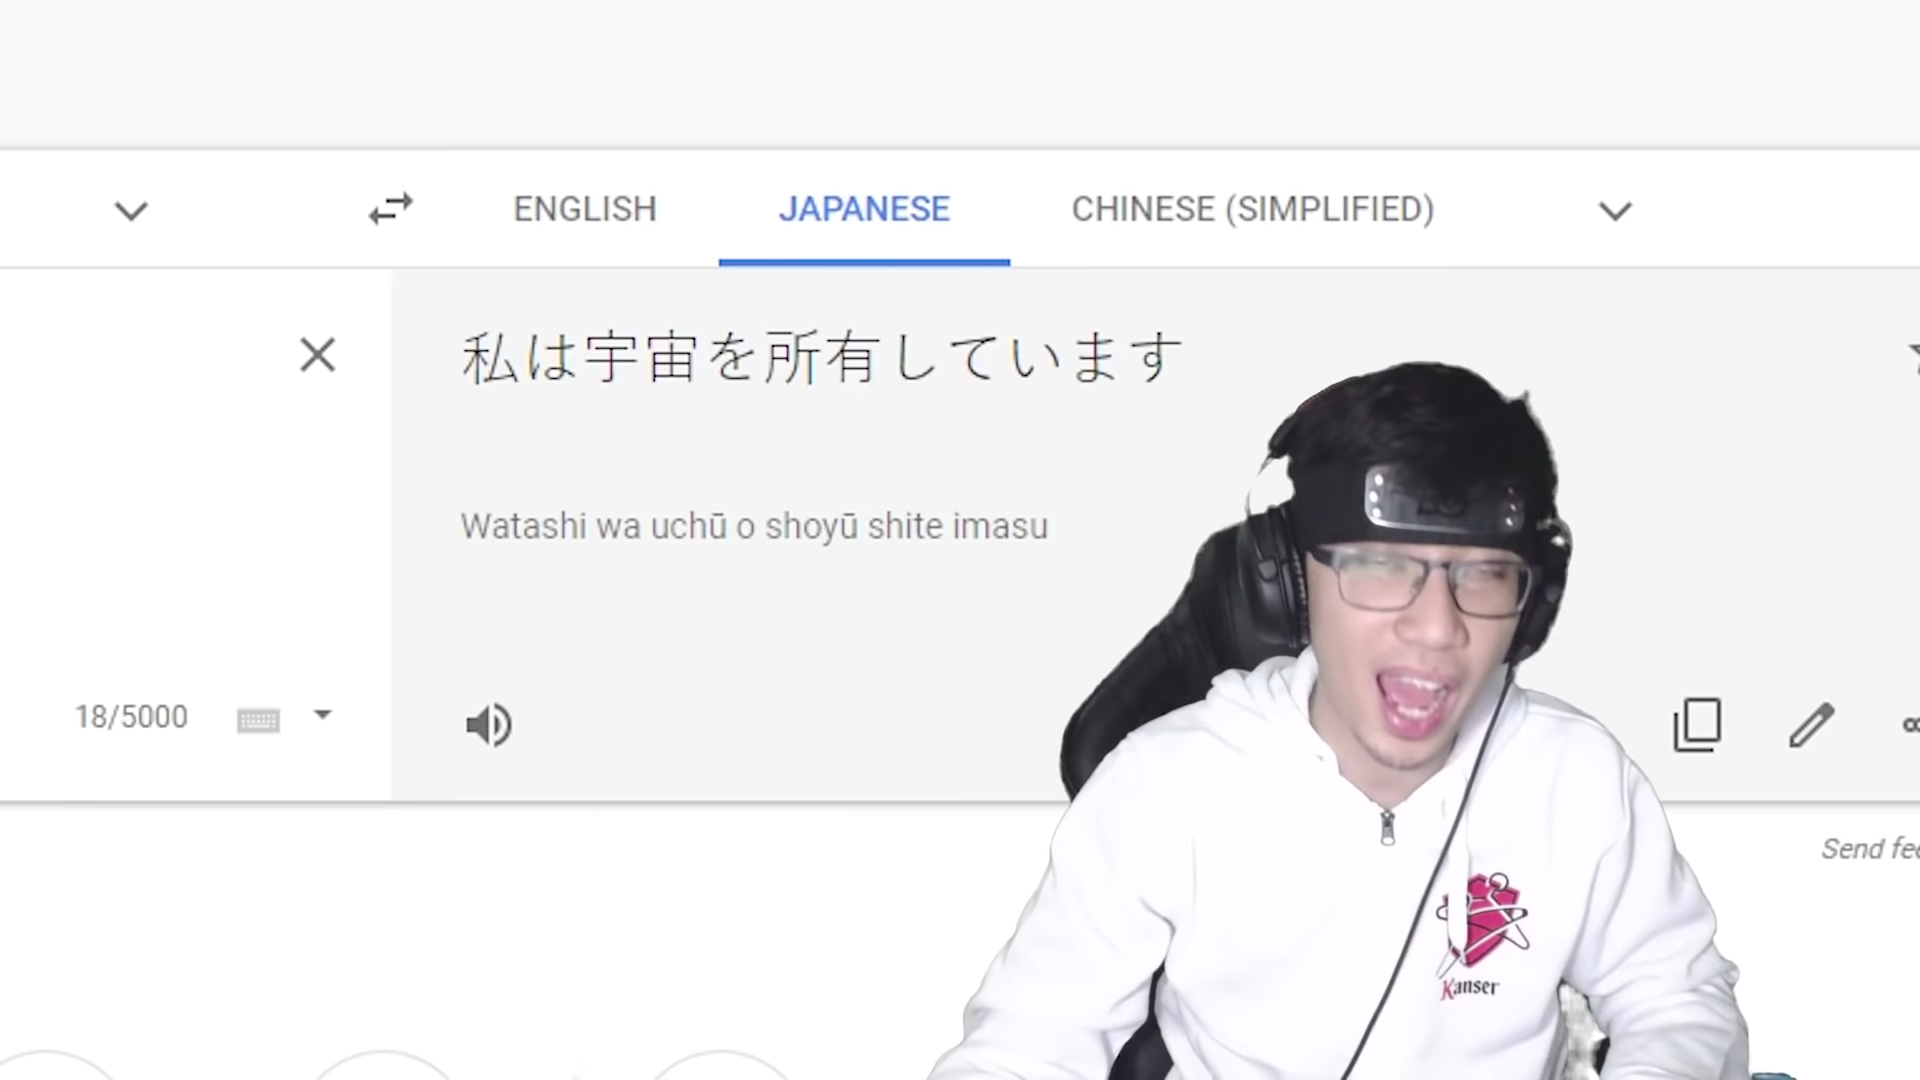 ENGLISH JAPANESE CHINESE (SIMPLIFIED)
私は宇宙を所有しています
Watashi wa uchū o shoyū shite imasu
18/5000
Send
Kanser